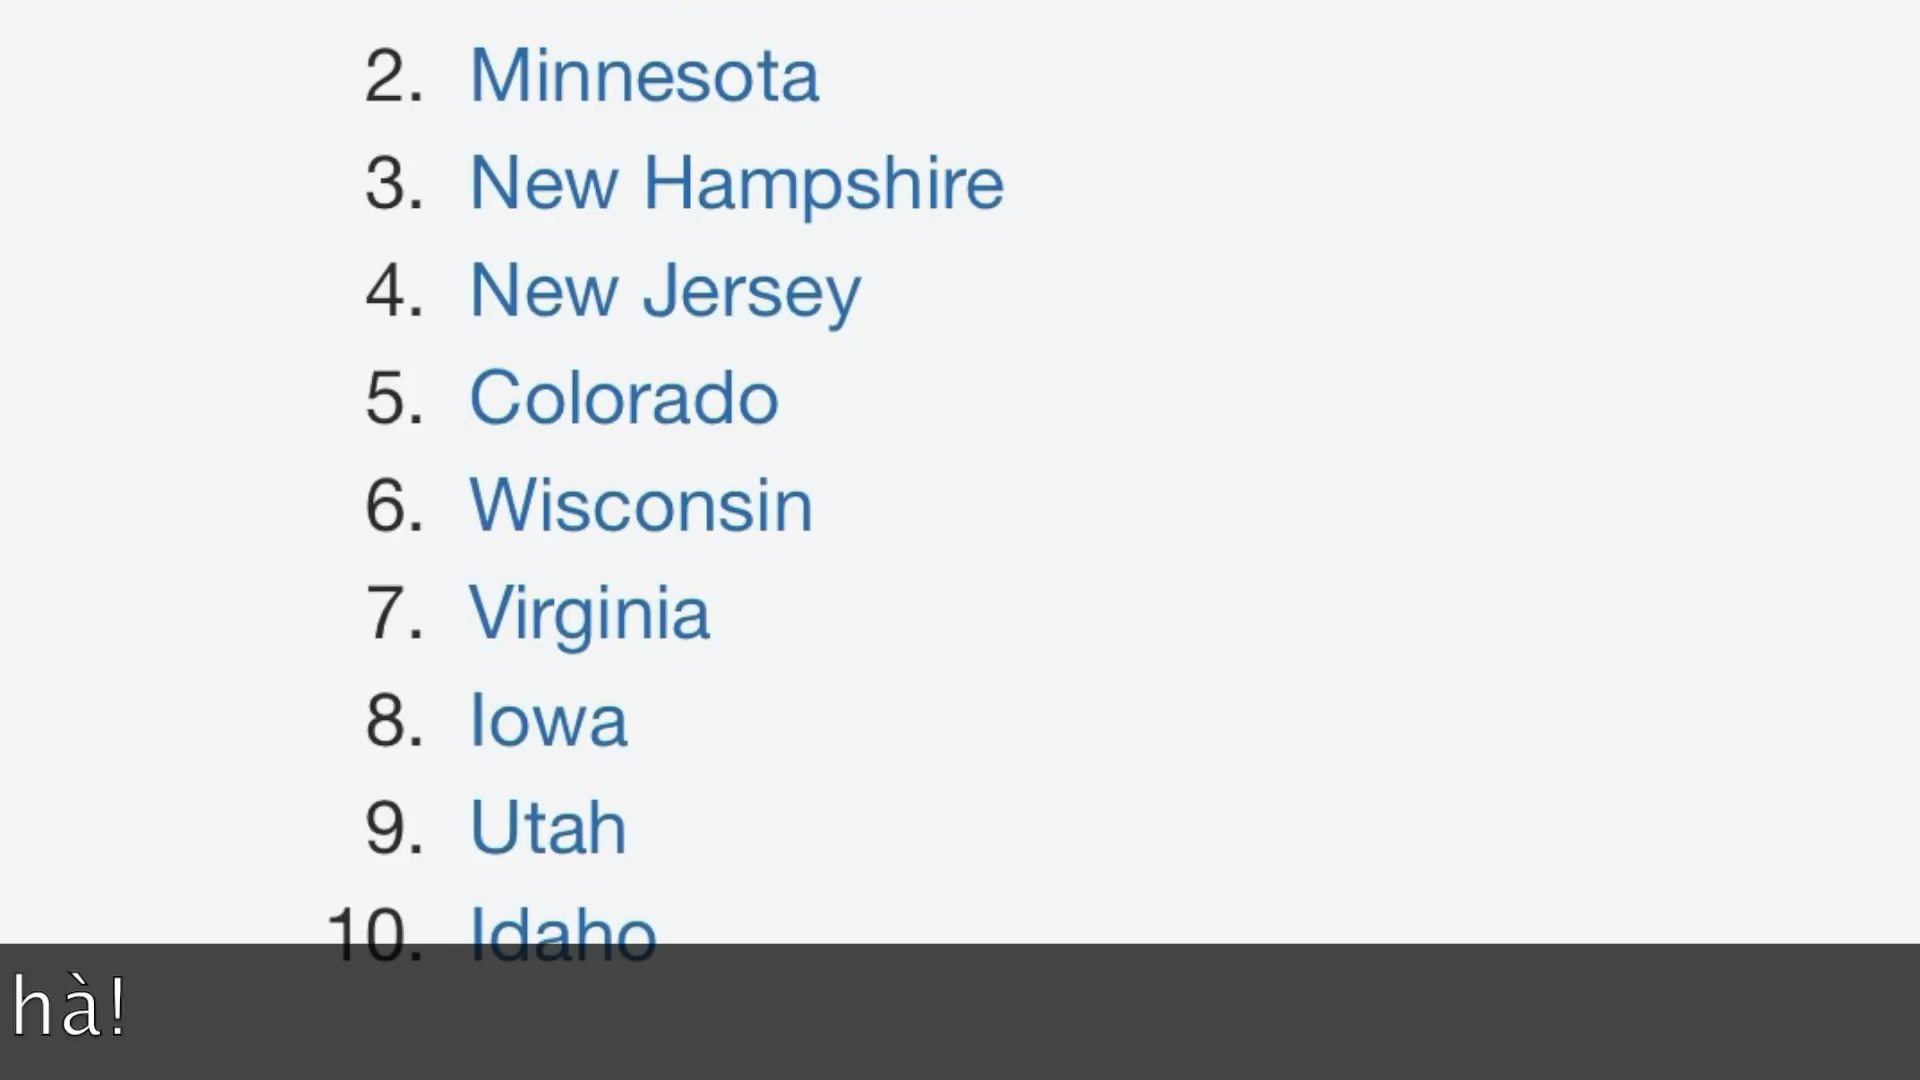 2. Minnesota
3. New Hampshire
4. New Jersey
5. Colorado
6. Wisconsin
7. Virginia
8. Iowa
9. Utah
10. Idaho
hà!